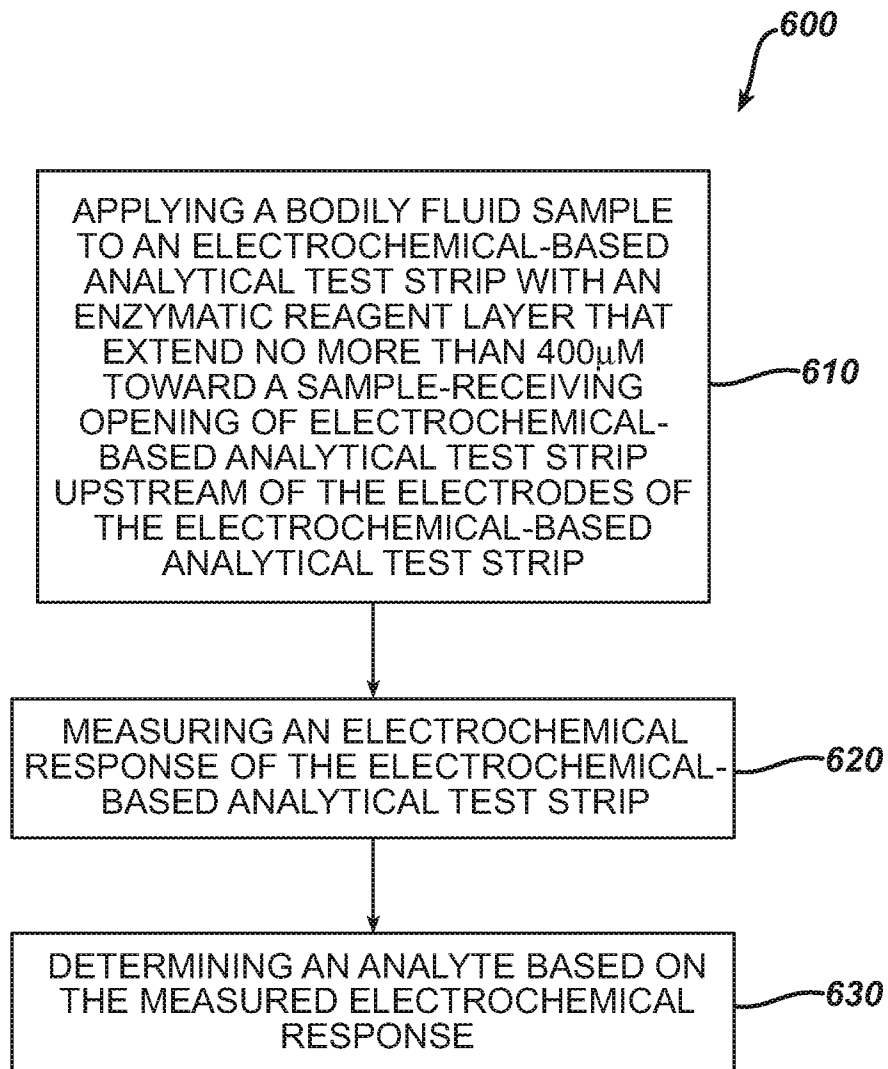 600
APPLYING A BODILY FLUID SAMPLE
TO AN ELECTROCHEMICAL-BASED
ANALYTICAL TEST STRIP WITH AN
ENZYMATIC REAGENT LAYER THAT
EXTEND NO MORE THAN 400μM
TOWARD A SAMPLE-RECEIVING
OPENING OF ELECTROCHEMICAL-
BASED ANALYTICAL TEST STRIP
UPSTREAM OF THE ELECTRODES OF
THE ELECTROCHEMICAL-BASED
ANALYTICAL TEST STRIP
610
MEASURING AN ELECTROCHEMICAL
RESPONSE OF THE ELECTROCHEMICAL-
BASED ANALYTICAL TEST STRIP
620
DETERMINING AN ANALYTE BASED ON
THE MEASURED ELECTROCHEMICAL
RESPONSE
630